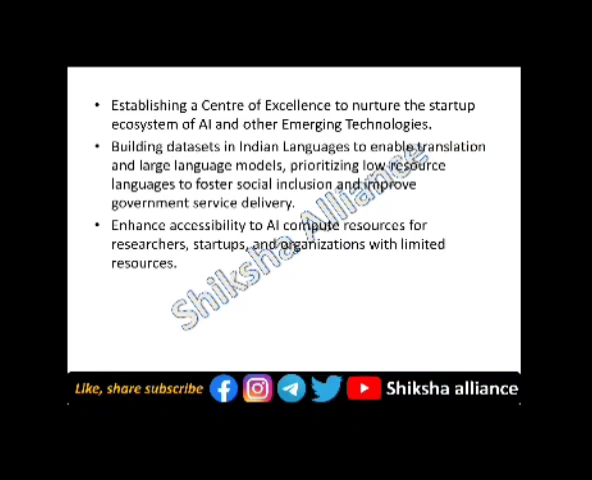 • Establishing a Centre of Excellence to nurture the startup
ecosystem of AI and other Emerging Technologies.
• Building datasets in Indian Languages to enable translation
and large language models, prioritizing low resource
languages to foster social inclusion and improve
government service delivery.
• Enhance accessibility to AI compute resources for
researchers, startups, and organizations with limited
resources.
Shiksha Alliance
Like, share subscribe Shiksha alliance